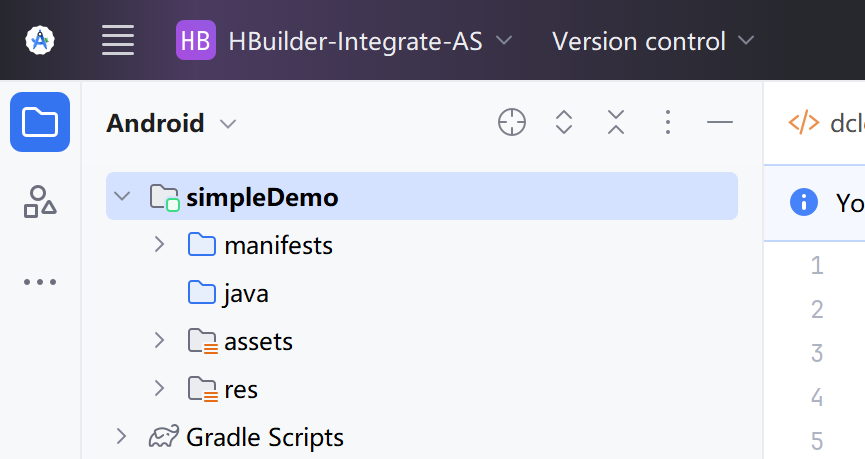 HB HBuilder-Integrate-AS Version control
Android
simpleDemo
manifests
java
assets
res
Gradle Scripts
</> dcl
Yo
1
2
3
4
5